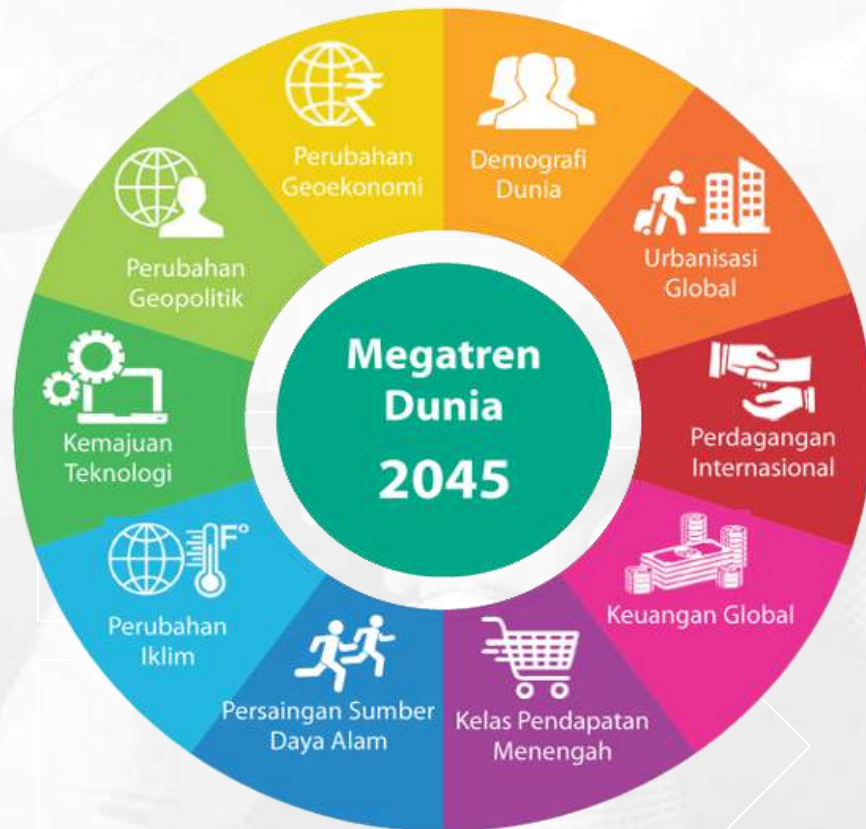 Megatren
Dunia
2045
Demografi
Dunia
Urbanisasi
Global
Perdagangan
Internasional
Keuangan Global
Kelas Pendapatan
Menengah
Persaingan Sumber
Daya Alam
Perubahan
Iklim
F°
Kemajuan
Teknologi
Perubahan
Geopolitik
Perubahan
Geoekonomi
₹